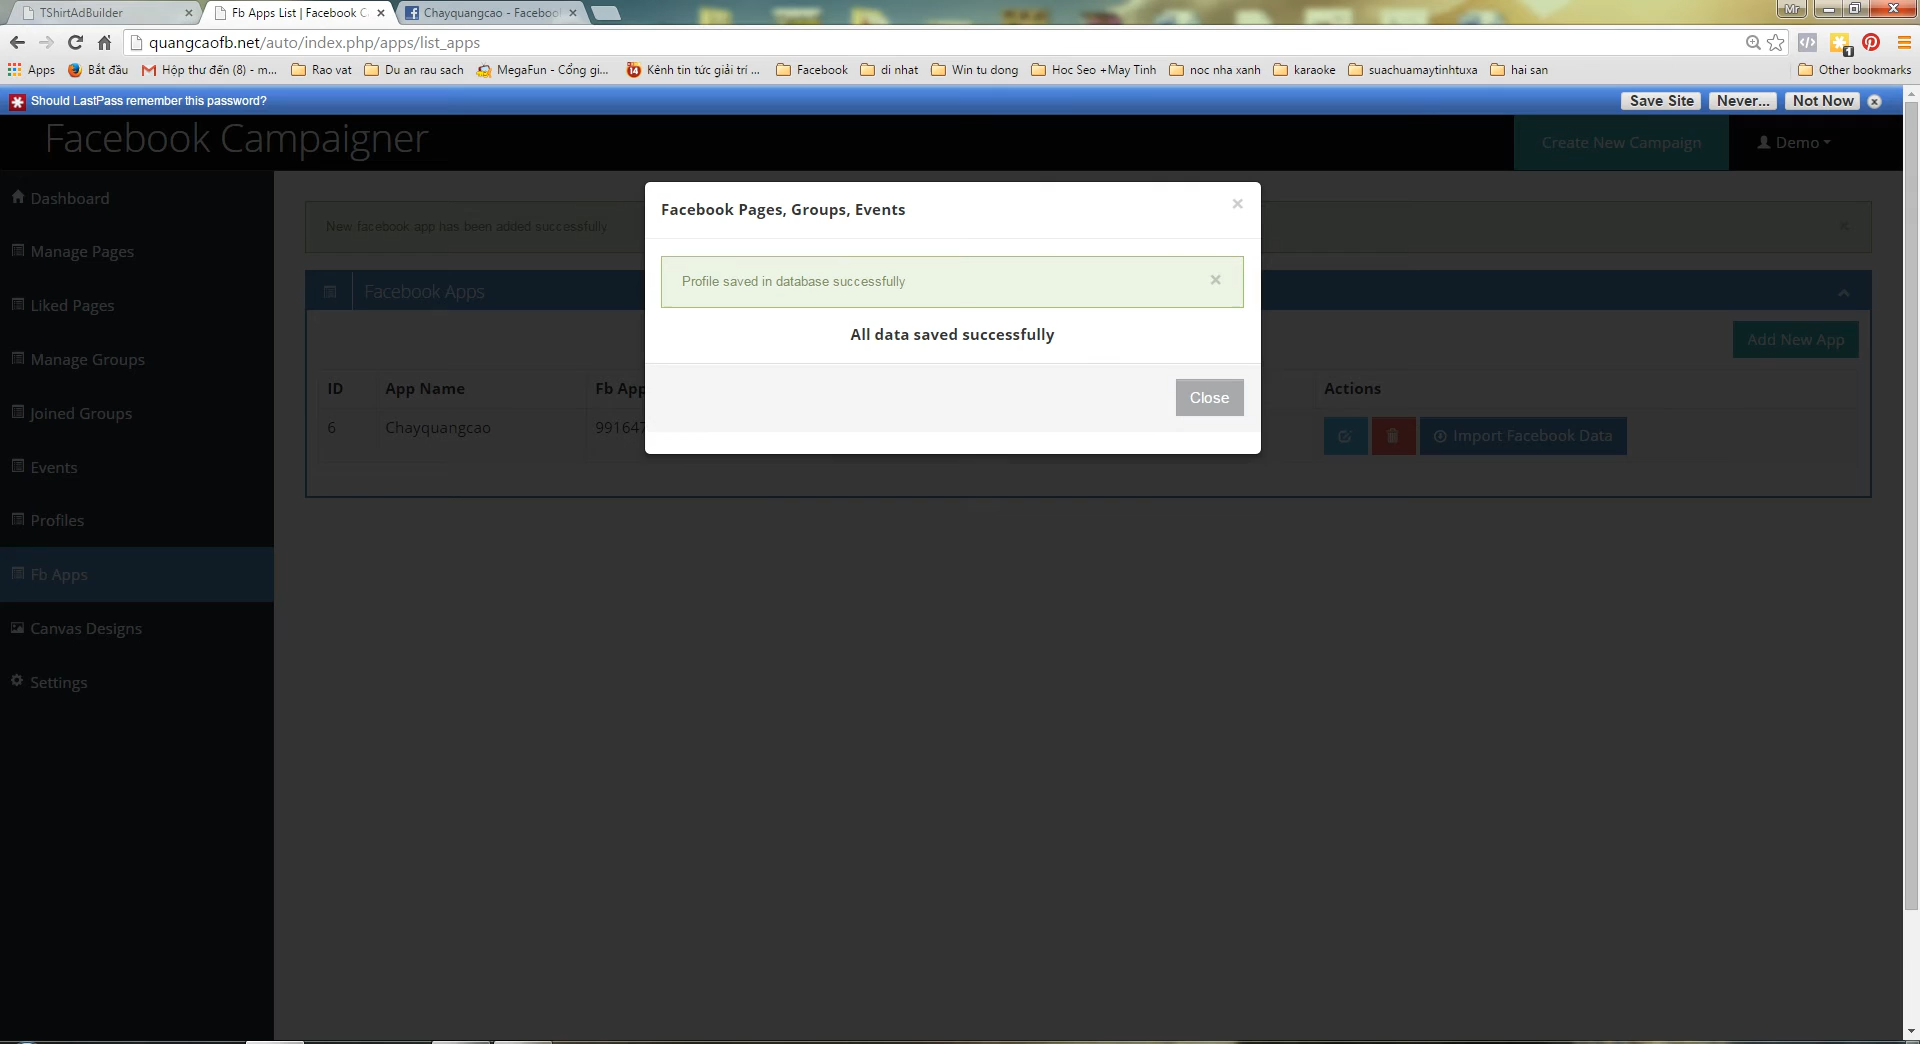 TShirtAdBuilder
Fb Apps List | Facebook C
Chayquangcao - Facebook
Mr
quangcaofb.net/auto/index.php/apps/list_apps
1
Apps
Bắt đầu
Hộp thư đến (8) - m...
Rao vat
Du an rau sach
MegaFun - Cổng gi...
14
Kênh tin tức giải trí ...
Facebook
di nhat
Win tu dong
Hoc Seo +May Tinh
noc nha xanh
karaoke
suachuamaytinhtuxa
hai san
Other bookmarks
Should LastPass remember this password?
Save Site
Never...
Not Now
Facebook Campaigner
Create New Campaign
Demo
Dashboard
Manage Pages
Liked Pages
Manage Groups
Joined Groups
Events
Profiles
Fb Apps
Canvas Designs
Settings
New facebook app has been added successfully
Facebook Apps
Add New App
ID
App Name
Fb App
Actions
6
Chayquangcao
991647
Import Facebook Data
Facebook Pages, Groups, Events
Profile saved in database successfully
All data saved successfully
Close